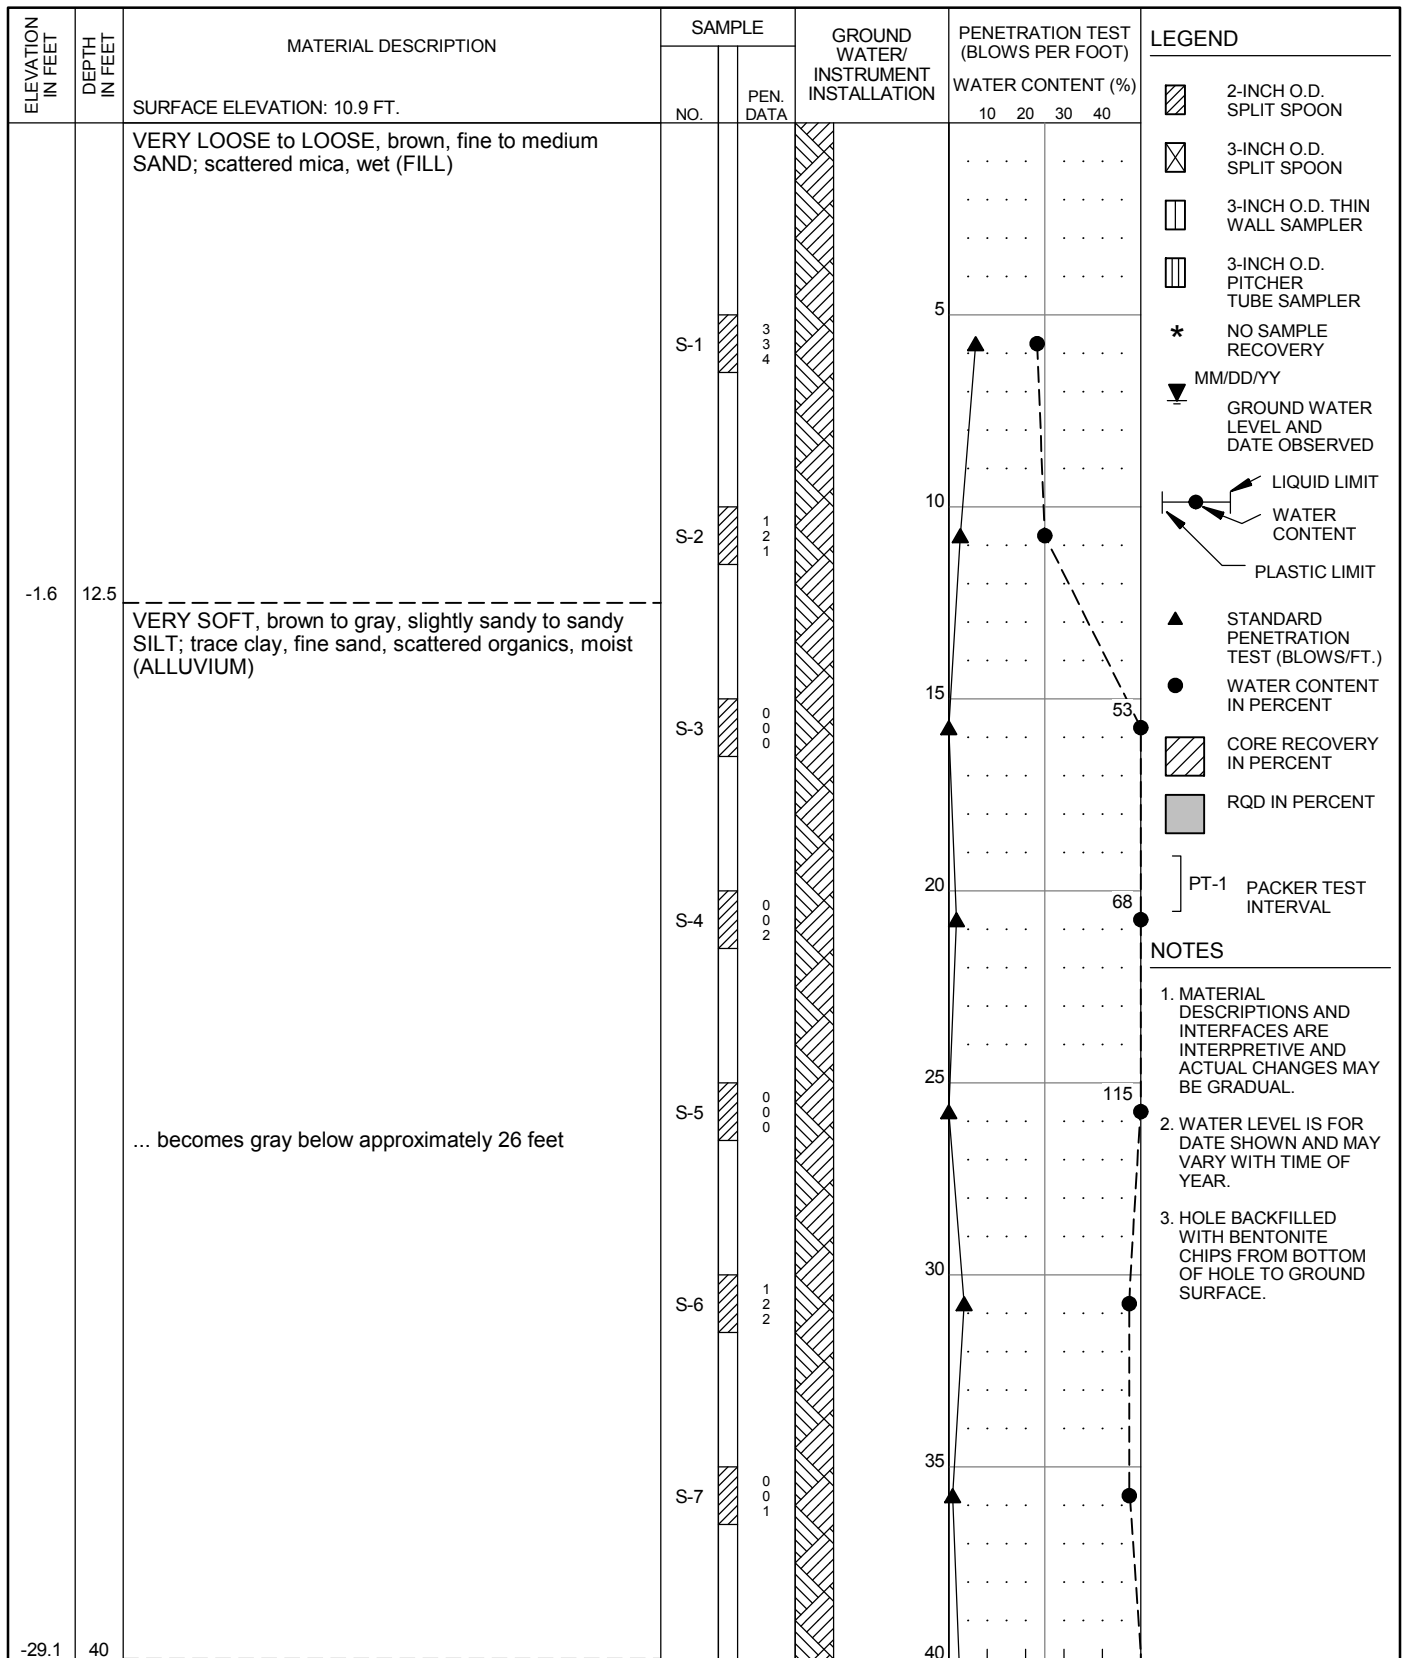 ELEVATION
IN FEET
DEPTH
IN FEET
MATERIAL DESCRIPTION
SURFACE ELEVATION: 10.9 FT.
SAMPLE
NO.
PEN.
DATA
GROUND
WATER/
INSTRUMENT
INSTALLATION
PENETRATION TEST
(BLOWS PER FOOT)
WATER CONTENT (%)
10 20 30 40
VERY LOOSE to LOOSE, brown, fine to medium
SAND; scattered mica, wet (FILL)
5
S-1
3
3
4
10
S-2
1
2
1
-1.6 12.5
VERY SOFT, brown to gray, slightly sandy to sandy
SILT; trace clay, fine sand, scattered organics, moist
(ALLUVIUM)
15
53
S-3
0
0
0
20
68
S-4
0
0
2
25
115
S-5
0
0
0
... becomes gray below approximately 26 feet
30
S-6
1
2
2
35
S-7
0
0
1
-29.1 40
40
LEGEND
2-INCH O.D.
SPLIT SPOON
3-INCH O.D.
SPLIT SPOON
3-INCH O.D. THIN
WALL SAMPLER
3-INCH O.D.
PITCHER
TUBE SAMPLER
* NO SAMPLE
RECOVERY
MM/DD/YY
GROUND WATER
LEVEL AND
DATE OBSERVED
LIQUID LIMIT
WATER
CONTENT
PLASTIC LIMIT
STANDARD
PENETRATION
TEST (BLOWS/FT.)
WATER CONTENT
IN PERCENT
CORE RECOVERY
IN PERCENT
RQD IN PERCENT
PT-1 PACKER TEST
INTERVAL
NOTES
1. MATERIAL
DESCRIPTIONS AND
INTERFACES ARE
INTERPRETIVE AND
ACTUAL CHANGES MAY
BE GRADUAL.
2. WATER LEVEL IS FOR
DATE SHOWN AND MAY
VARY WITH TIME OF
YEAR.
3. HOLE BACKFILLED
WITH BENTONITE
CHIPS FROM BOTTOM
OF HOLE TO GROUND
SURFACE.